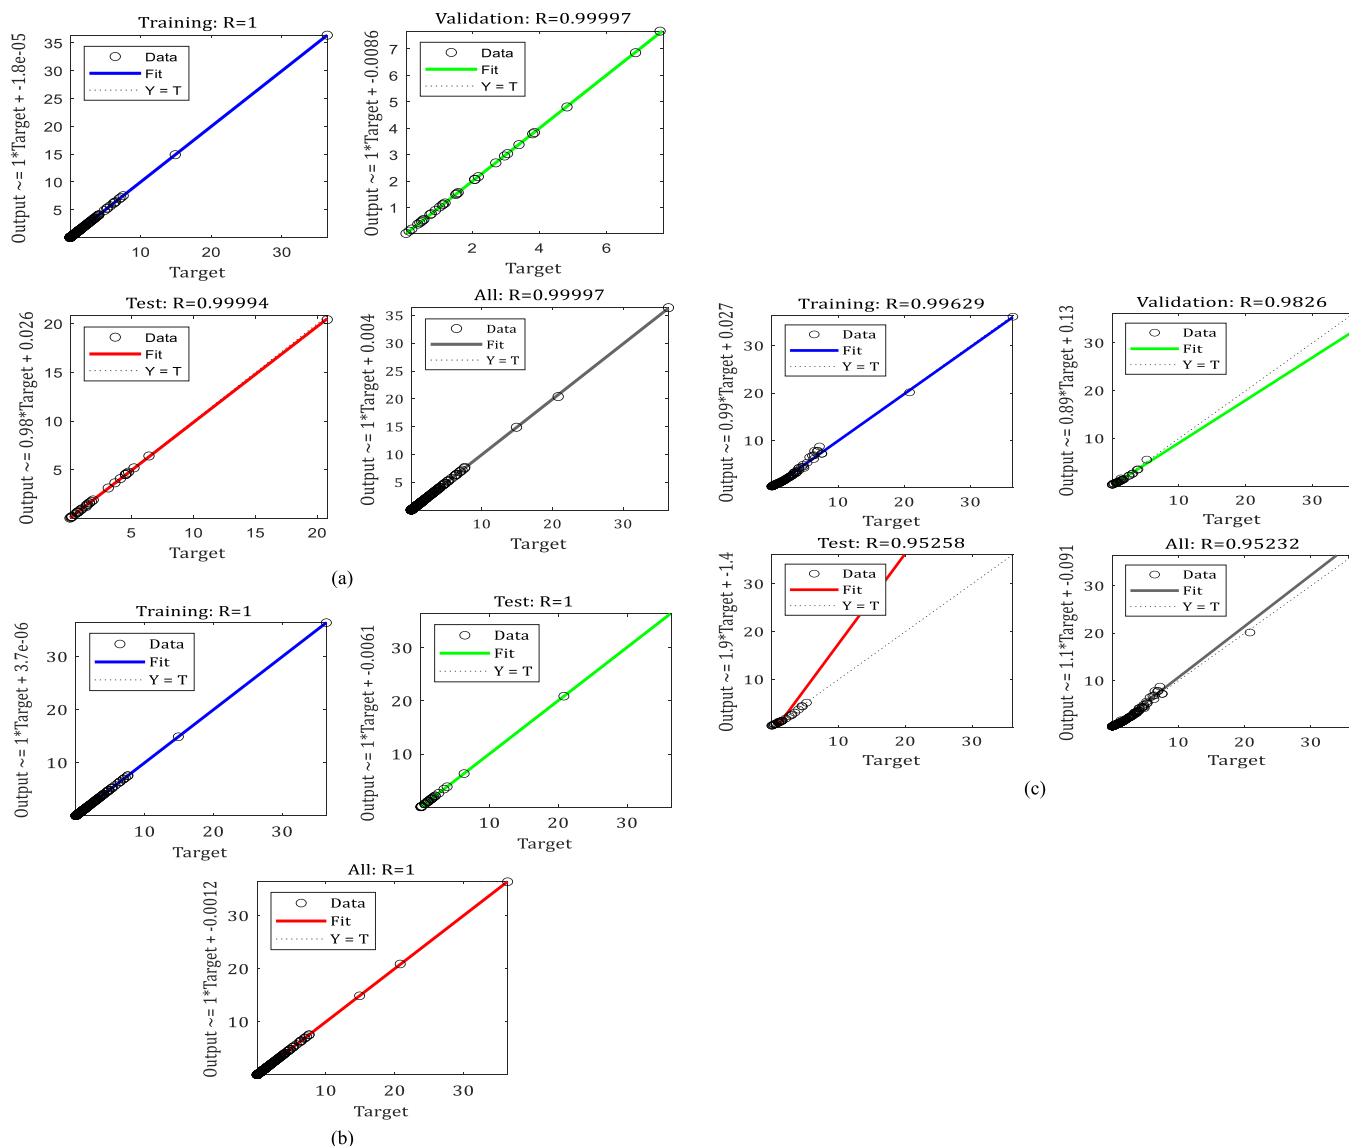 Training: R=1
Output ~= 1*Target + -1.8e-05
Data
Fit
Y = T
35
30
25
20
15
10
5
10 20 30
Target
Validation: R=0.99997
Output ~= 1*Target + -0.0086
Data
Fit
Y = T
7
6
5
4
3
2
1
2 4 6
Target
Test: R=0.99994
Output ~= 0.98*Target + 0.026
Data
Fit
Y = T
20
15
10
5
5 10 15 20
Target
All: R=0.99997
Output ~= 1*Target + 0.004
Data
Fit
Y = T
35
30
25
20
15
10
5
10 20 30
Target
(a)
Training: R=1
Output ~= 1*Target + 3.7e-06
Data
Fit
Y = T
30
20
10
10 20 30
Target
Test: R=1
Output ~= 1*Target + -0.0061
Data
Fit
Y = T
30
20
10
10 20 30
Target
All: R=1
Output ~= 1*Target + -0.0012
Data
Fit
Y = T
30
20
10
10 20 30
Target
(b)
Training: R=0.99629
Output ~= 0.99*Target + 0.027
Data
Fit
Y = T
30
20
10
10 20 30
Target
Validation: R=0.9826
Output ~= 0.89*Target + 0.13
Data
Fit
Y = T
30
20
10
10 20 30
Target
Test: R=0.95258
Output ~= 1.9*Target + -1.4
Data
Fit
Y = T
30
20
10
10 20 30
Target
All: R=0.95232
Output ~= 1.1*Target + -0.091
Data
Fit
Y = T
30
20
10
10 20 30
Target
(c)